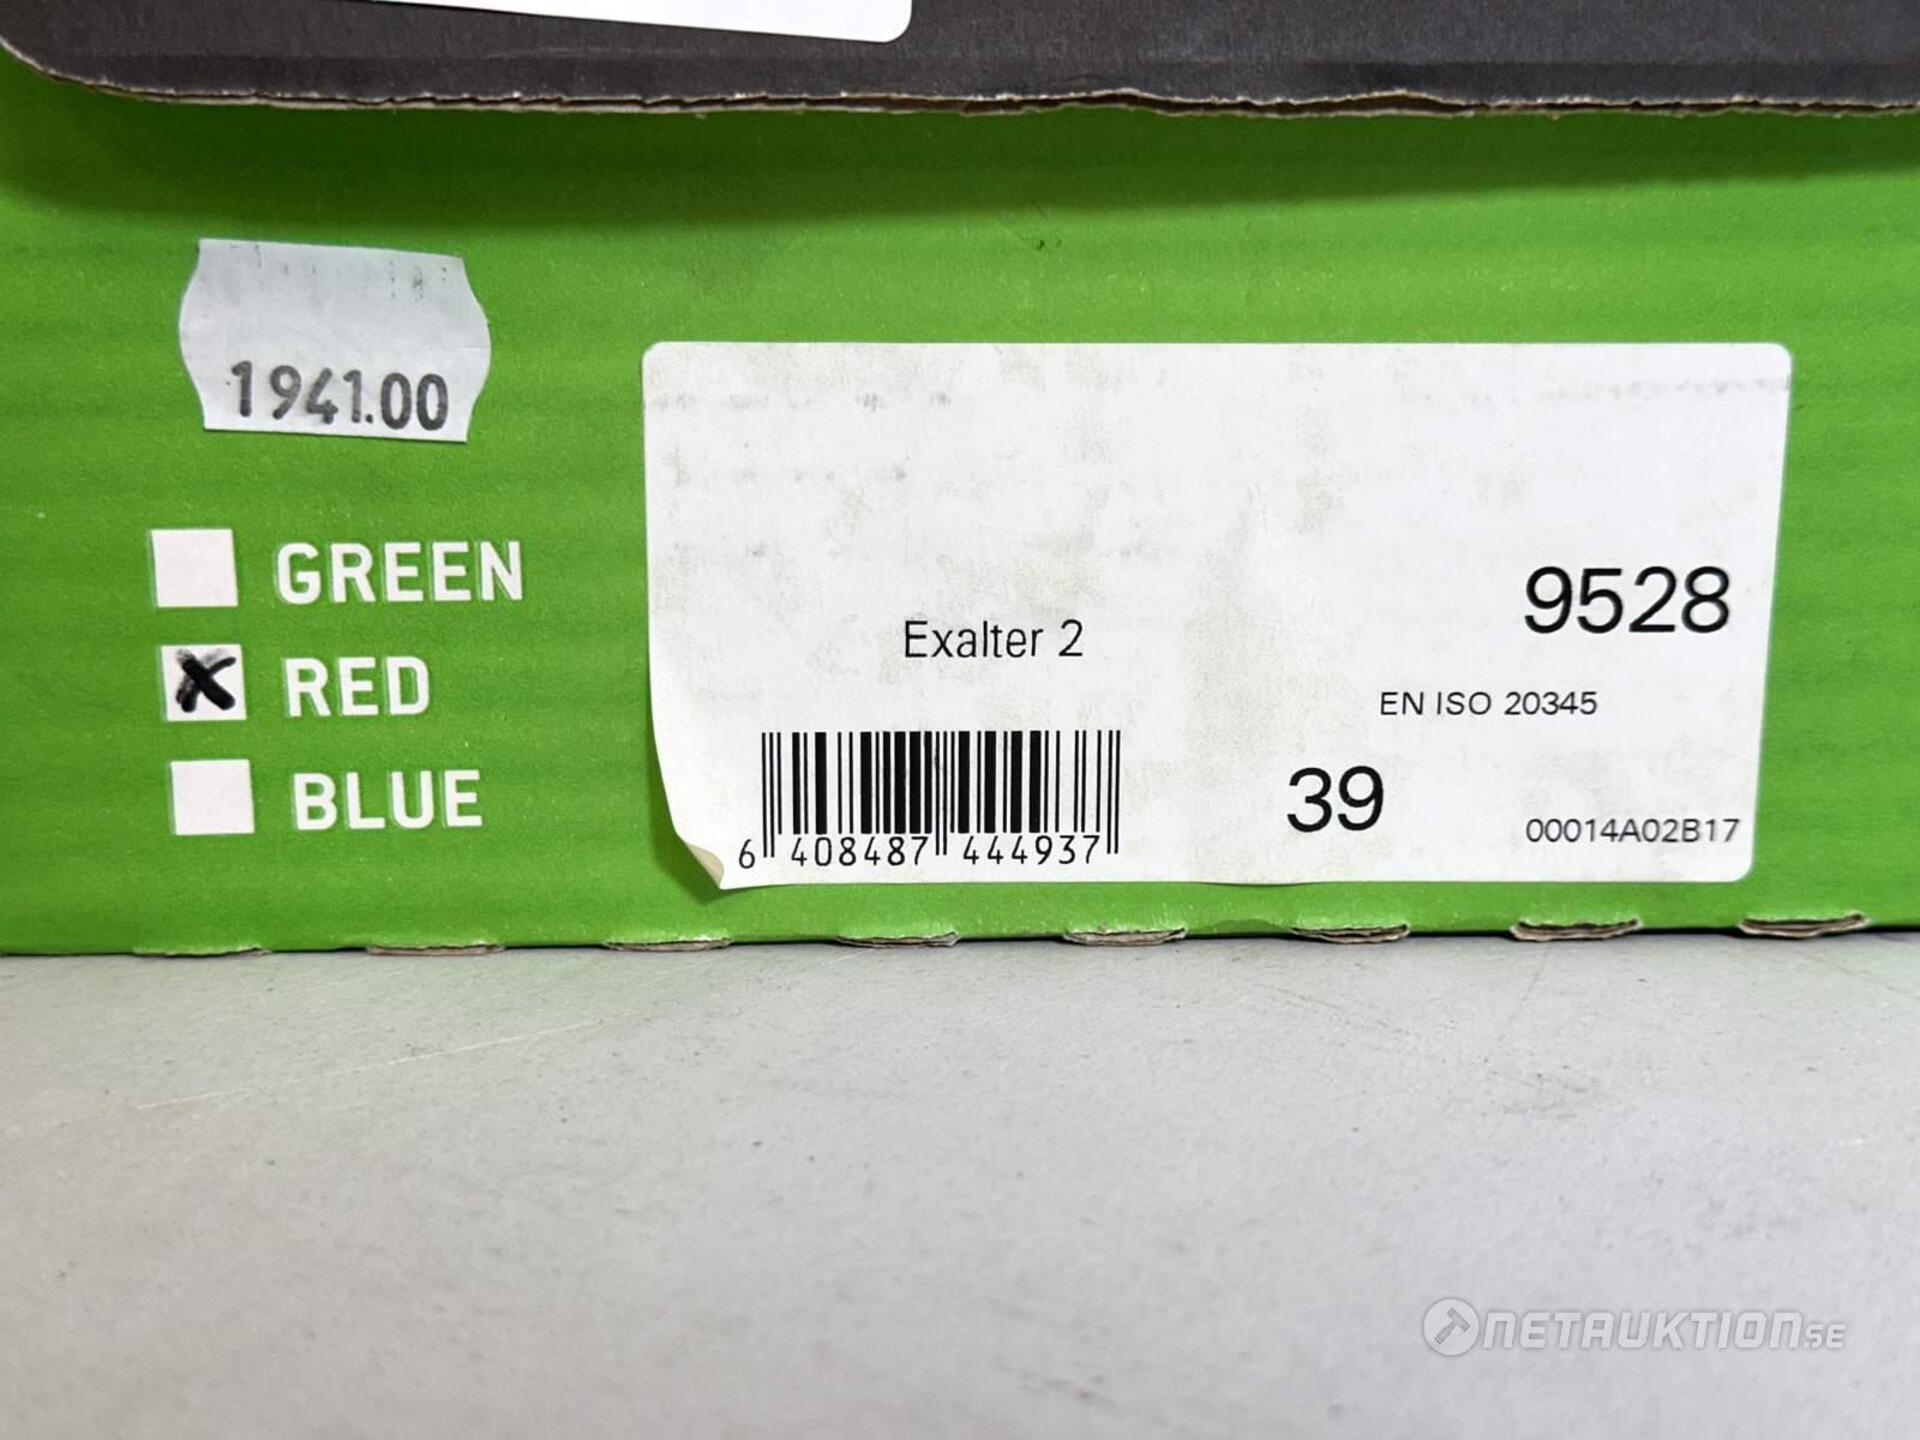 1941.00
GREEN
RED
BLUE
Exalter 2
9528
EN ISO 20345
39
00014A02B17
6 408487 444937
NETAUKTION.SE